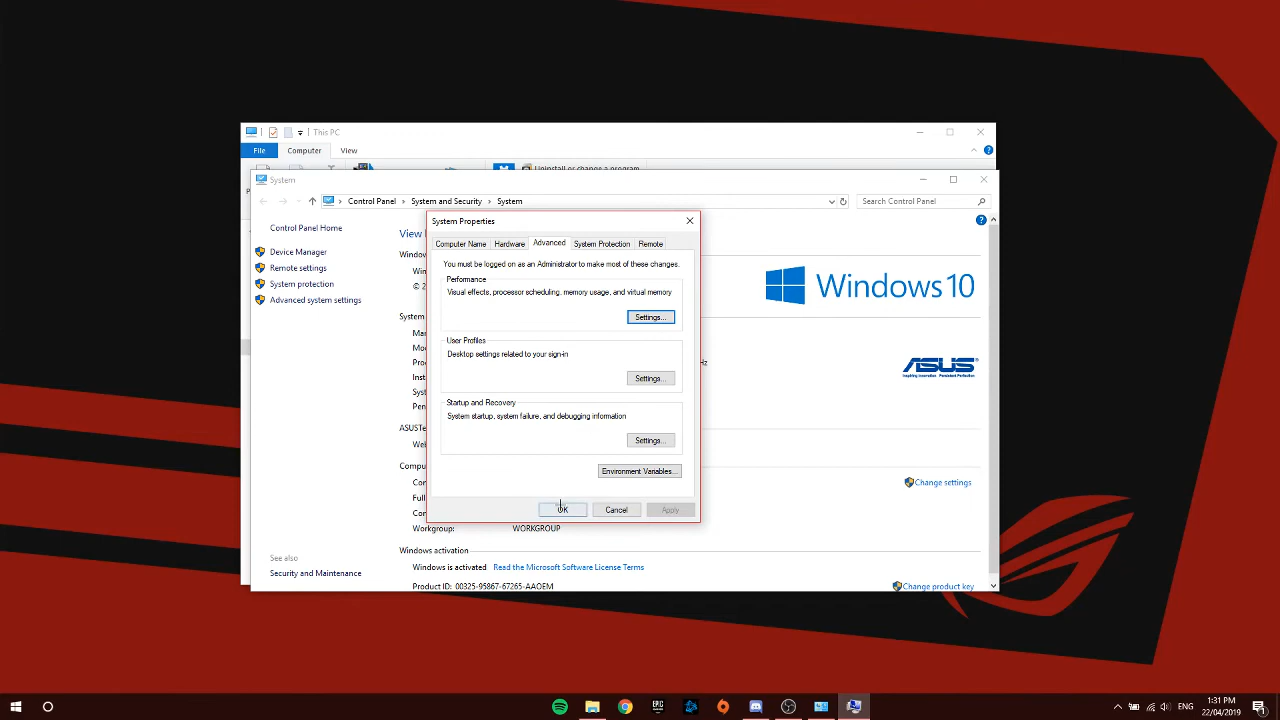 This PC
File
Computer
View
Uninstall or change a program
System
Control Panel
System and Security
System
Search Control Panel
Control Panel Home
Device Manager
Remote settings
System protection
Advanced system settings
See also
Security and Maintenance
System Properties
Computer Name
Hardware
Advanced
System Protection
Remote
You must be logged on as an Administrator to make most of these changes.
Performance
Visual effects, processor scheduling, memory usage, and virtual memory
Settings...
User Profiles
Desktop settings related to your sign-in
Settings...
Startup and Recovery
System startup, system failure, and debugging information
Settings...
Environment Variables...
OK
Cancel
Apply
Windows 10
ASUS
Inspiring Innovation · Persistent Perfection
Change settings
Workgroup:
WORKGROUP
Windows activation
Windows is activated
Read the Microsoft Software License Terms
Product ID: 00325-95867-67265-AAOEM
Change product key
EPIC
ENG
1:31 PM
22/04/2019